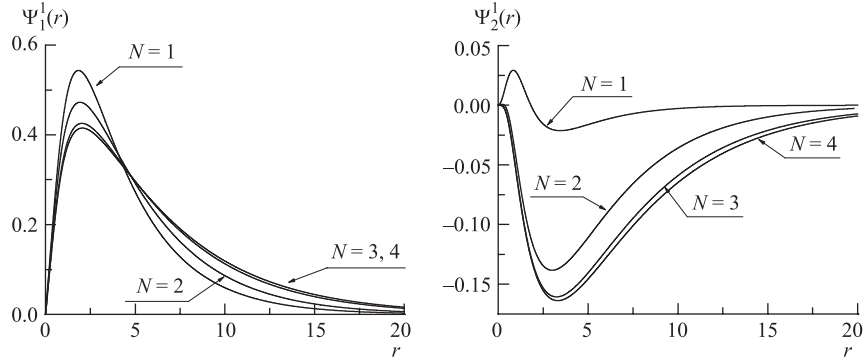 Ψ₁¹(r)
0.6
N = 1
0.4
0.2
N = 3, 4
N = 2
0.0
0 5 10 15 20
r
Ψ₂¹(r)
0.05
N = 1
0.00
N = 4
−0.05
N = 2
N = 3
−0.10
−0.15
0 5 10 15 20
r